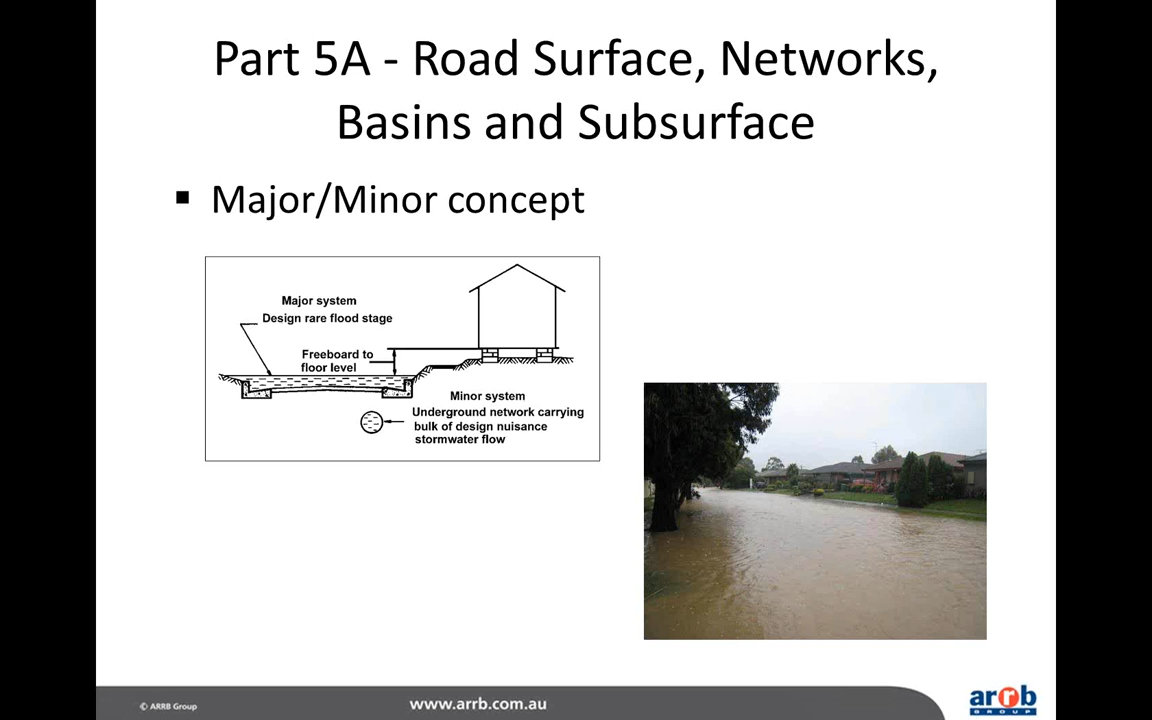 Part 5A - Road Surface, Networks,
Basins and Subsurface
▪ Major/Minor concept
Major system
Design rare flood stage
Freeboard to
floor level
Minor system
Underground network carrying
bulk of design nuisance
stormwater flow
© ARRB Group
www.arrb.com.au
arrb
GROUP